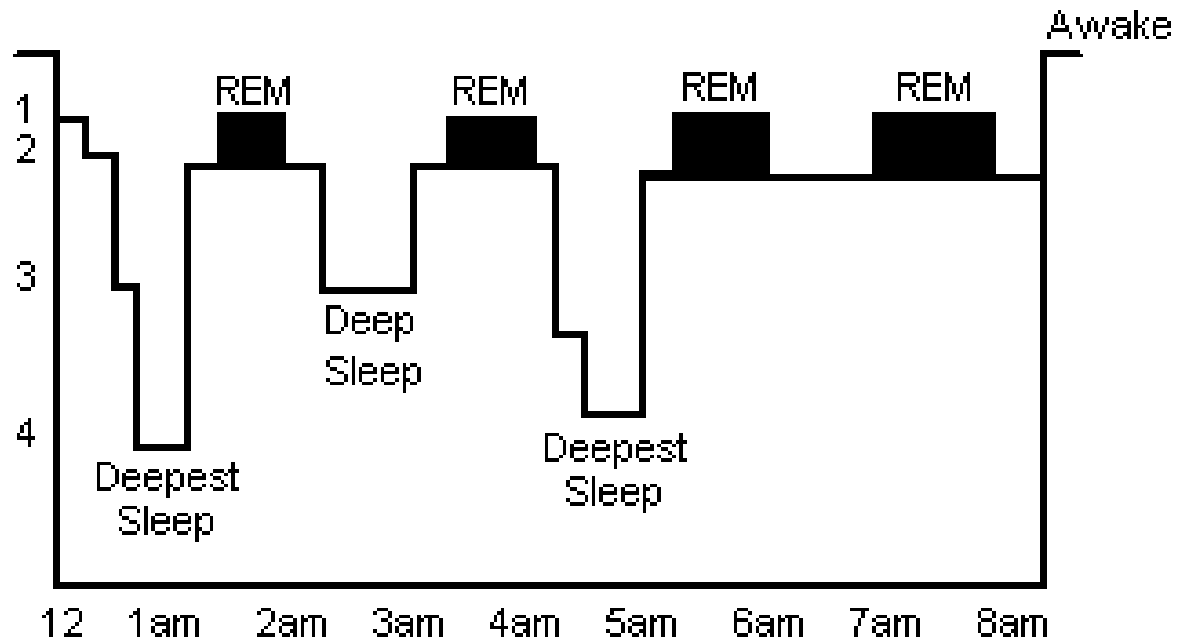 Awake
REM REM REM REM
1
2
3
Deep
Sleep
4
Deepest
Sleep
Deepest
Sleep
12 1am 2am 3am 4am 5am 6am 7am 8am